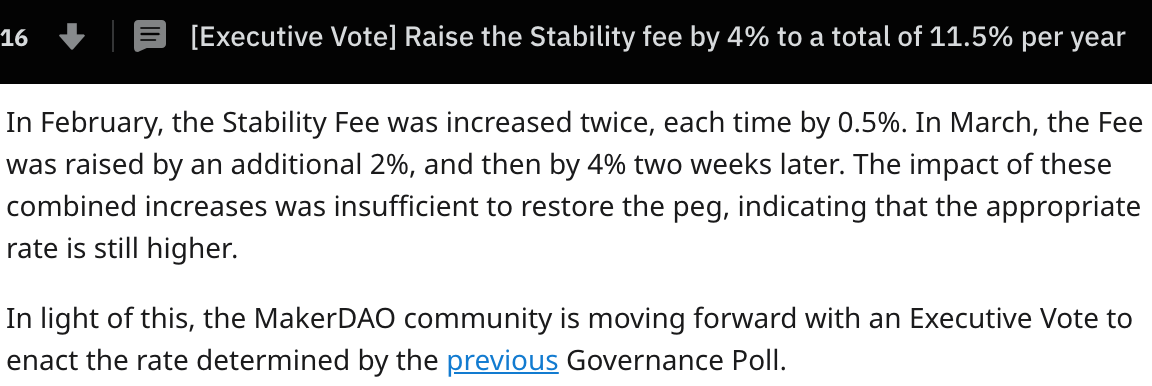 16 [Executive Vote] Raise the Stability fee by 4% to a total of 11.5% per year
In February, the Stability Fee was increased twice, each time by 0.5%. In March, the Fee
was raised by an additional 2%, and then by 4% two weeks later. The impact of these
combined increases was insufficient to restore the peg, indicating that the appropriate
rate is still higher.
In light of this, the MakerDAO community is moving forward with an Executive Vote to
enact the rate determined by the previous Governance Poll.